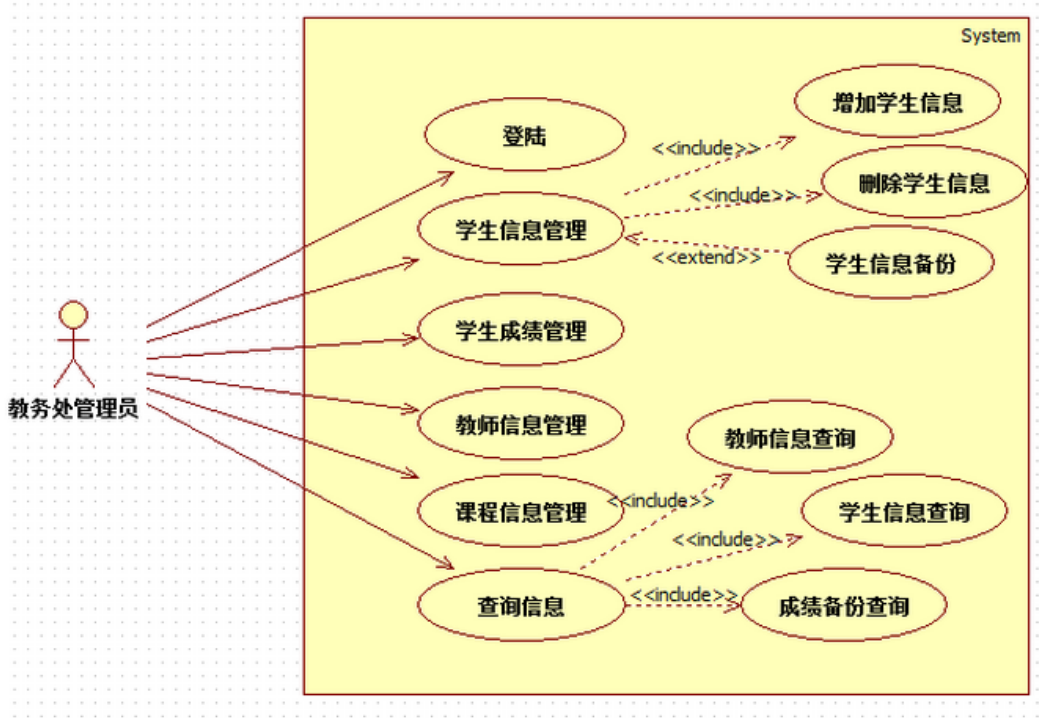 System
增加学生信息
登陆
<<include>>
删除学生信息
<<include>>
学生信息管理
<<extend>>
学生信息备份
学生成绩管理
教务处管理员
教师信息管理
教师信息查询
<<include>>
课程信息管理
学生信息查询
<<include>>
查询信息
<<include>>
成绩备份查询